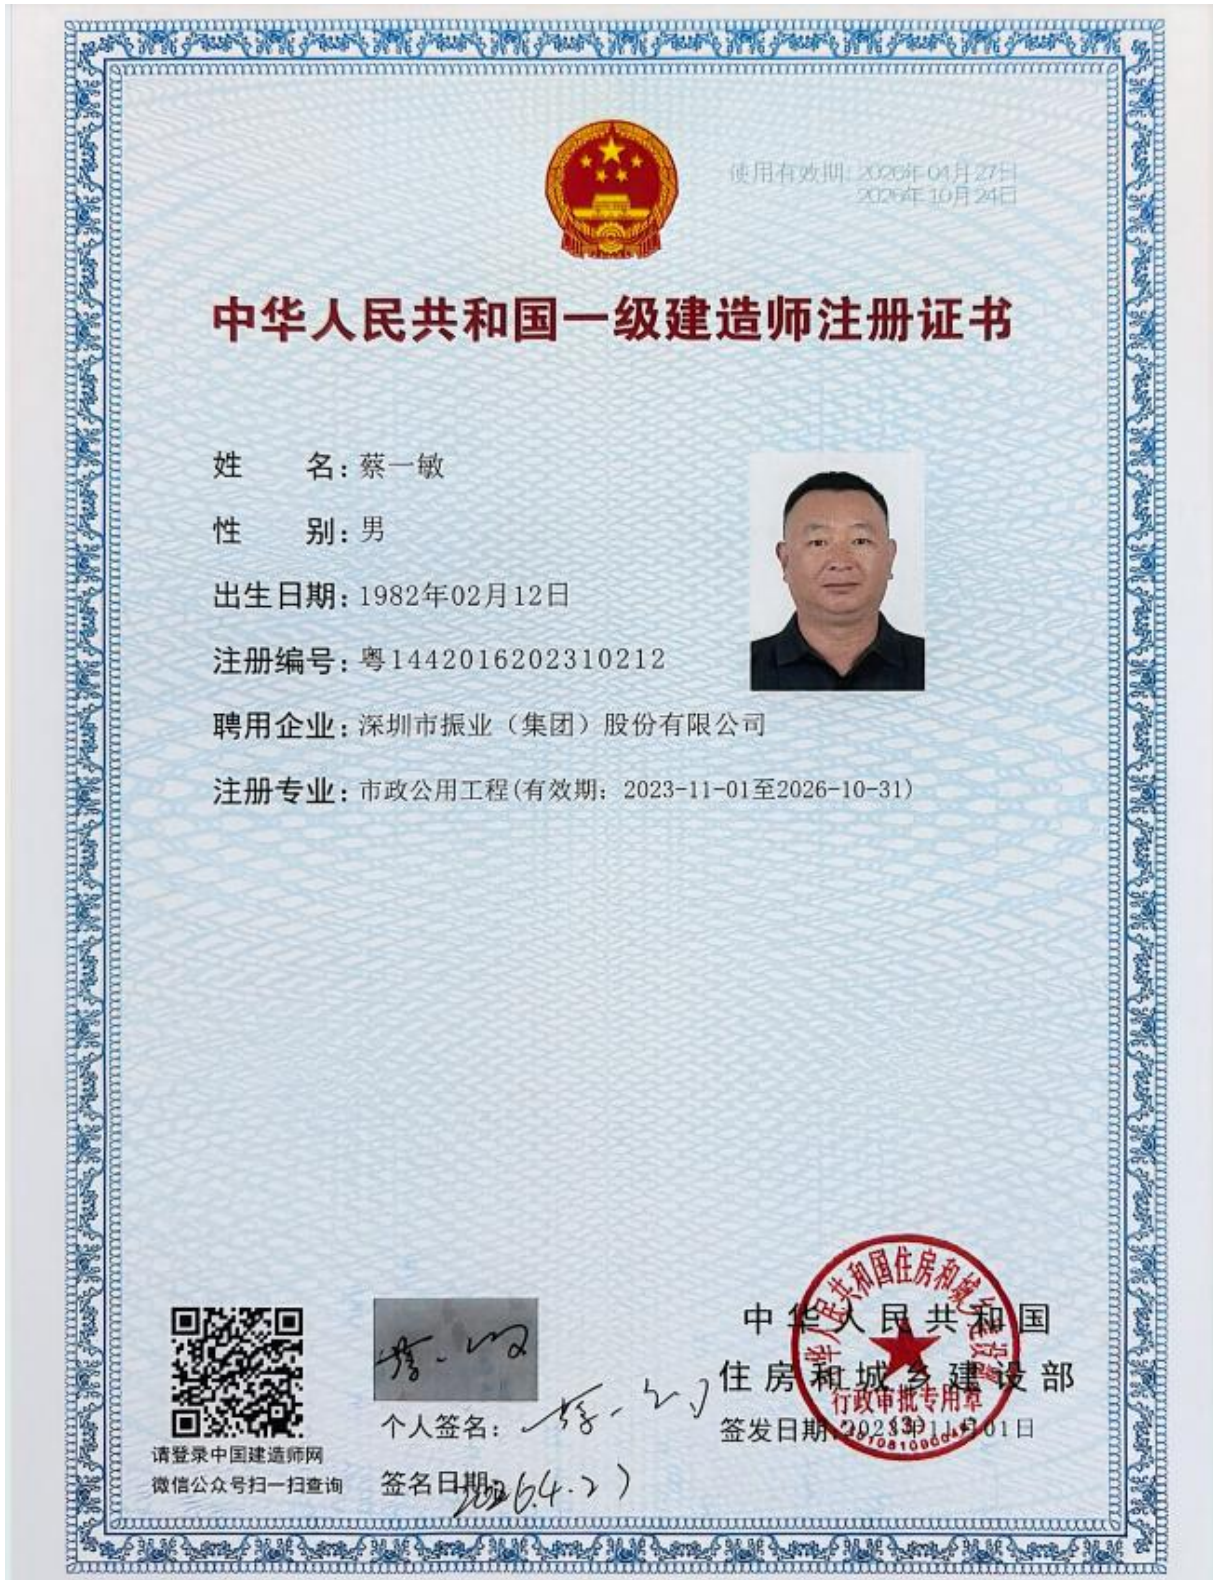 使用有效期: 2026年04月27日
2026年10月24日
中华人民共和国一级建造师注册证书
姓 名: 蔡一敏
性 别: 男
出生日期: 1982年02月12日
注册编号: 粤1442016202310212
聘用企业: 深圳市振业（集团）股份有限公司
注册专业: 市政公用工程(有效期: 2023-11-01至2026-10-31)
中华人民共和国
住房和城乡建设部
行政审批专用章
签发日期:2023年11月01日
个人签名:
签名日期: 2026.4.27
请登录中国建造师网
微信公众号扫一扫查询